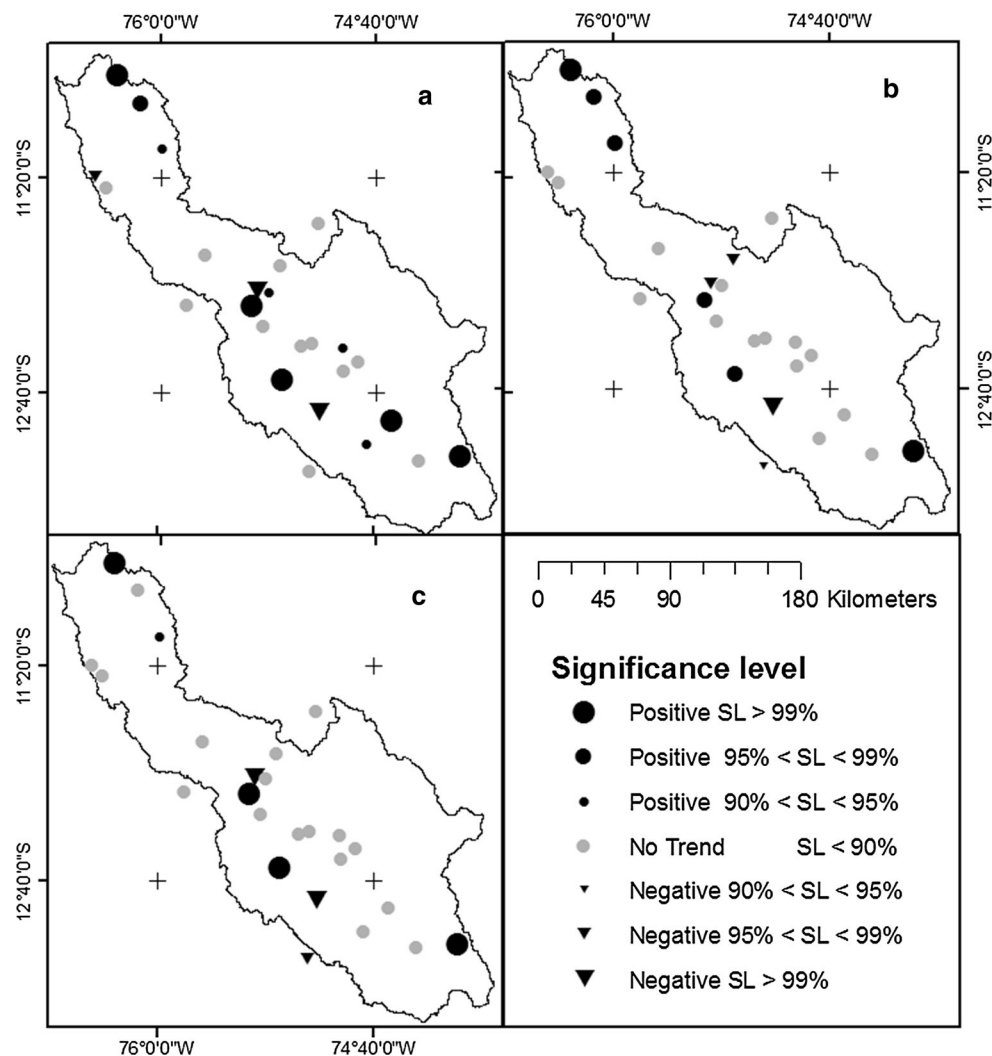 76°0'0"W 74°40'0"W 76°0'0"W 74°40'0"W
a
b
11°20'0"S
11°20'0"S
12°40'0"S
12°40'0"S
c
0 45 90 180 Kilometers
11°20'0"S
Significance level
Positive SL > 99%
Positive 95% < SL < 99%
Positive 90% < SL < 95%
No Trend SL < 90%
12°40'0"S
Negative 90% < SL < 95%
Negative 95% < SL < 99%
Negative SL > 99%
76°0'0"W 74°40'0"W